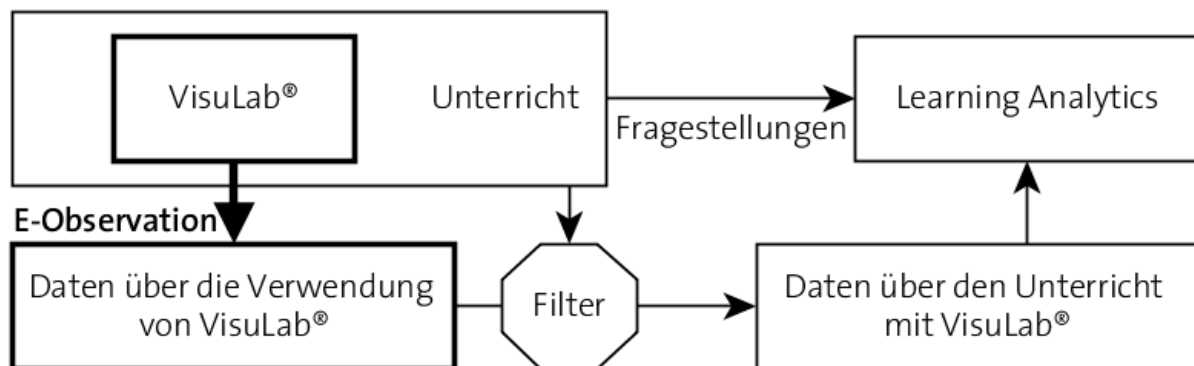 VisuLab®
Unterricht
Learning Analytics
Fragestellungen
E-Observation
Daten über die Verwendung
von VisuLab®
Filter
Daten über den Unterricht
mit VisuLab®